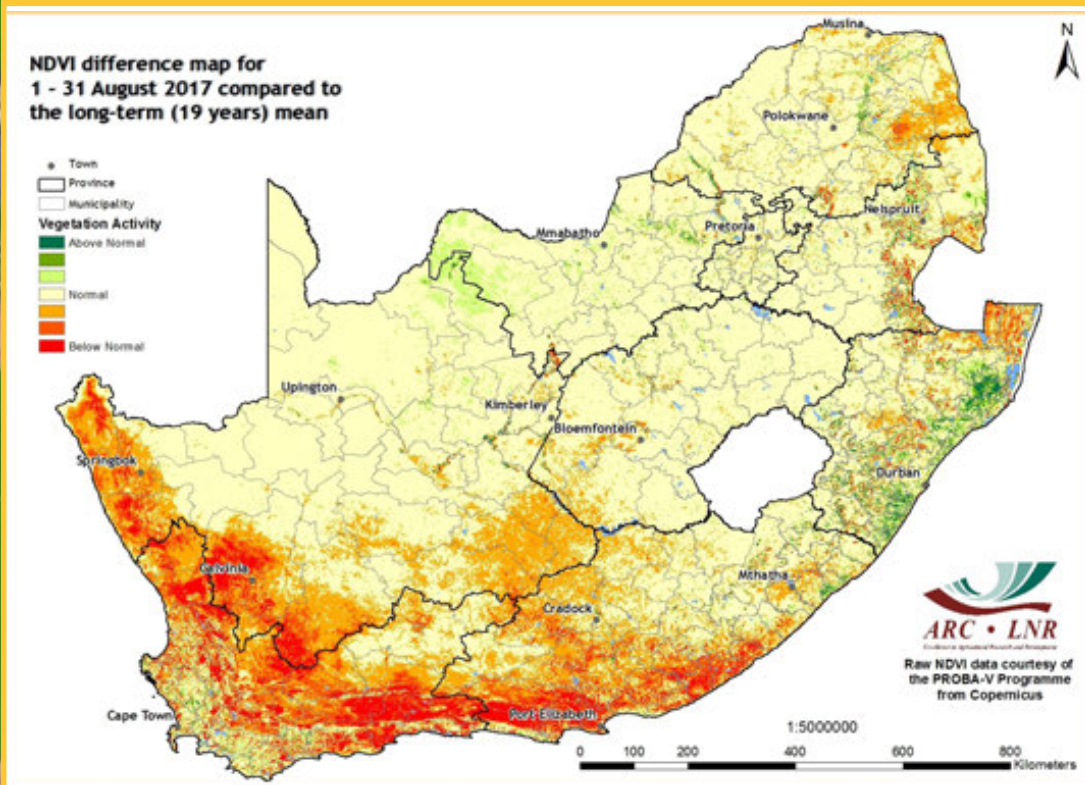 NDVI difference map for
1 - 31 August 2017 compared to
the long-term (19 years) mean
Town
Province
Municipality
Vegetation Activity
Above Normal
Normal
Below Normal
N
Musina
Polokwane
Nelspruit
Pretoria
Mmabatho
Upington
Kimberley
Bloemfontein
Springbok
Durban
Calvinia
Mthatha
Cradock
Cape Town
Port Elizabeth
ARC • LNR
Raw NDVI data courtesy of
the PROBA-V Programme
from Copernicus
1:5000000
0 100 200 400 600 800
Kilometers